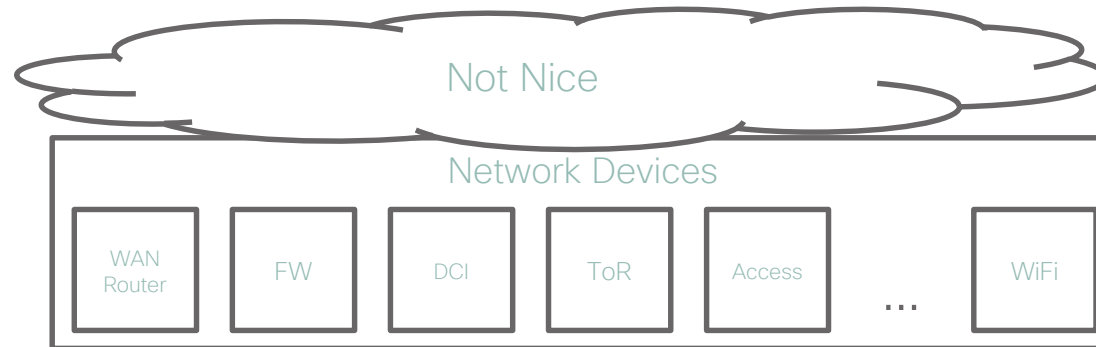 Not Nice
Network Devices
WAN
Router
FW
DCI
ToR
Access
...
WiFi